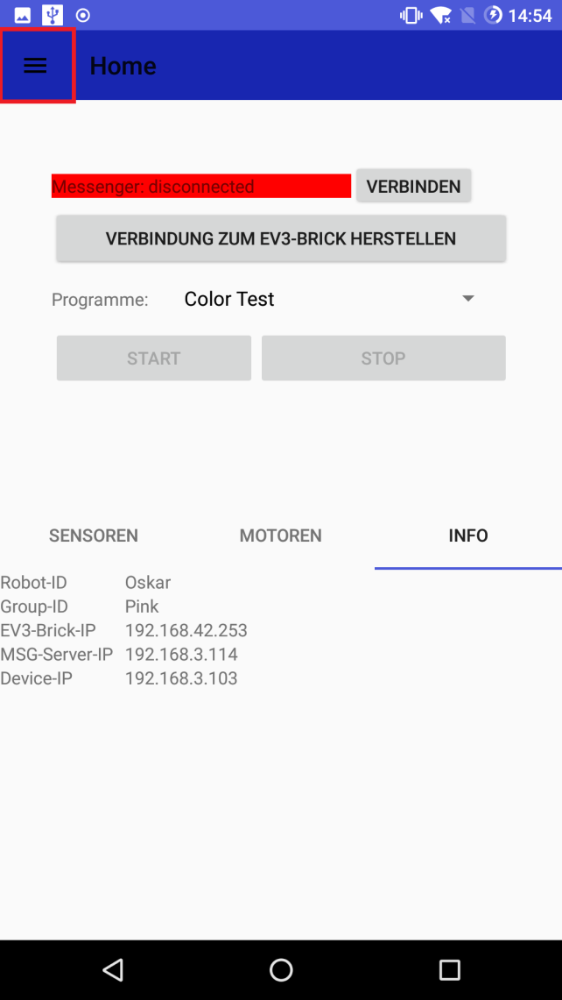 14:54
Home
Messenger: disconnected VERBINDEN
VERBINDUNG ZUM EV3-BRICK HERSTELLEN
Programme: Color Test
START STOP
SENSOREN MOTOREN INFO
Robot-ID Oskar
Group-ID Pink
EV3-Brick-IP 192.168.42.253
MSG-Server-IP 192.168.3.114
Device-IP 192.168.3.103